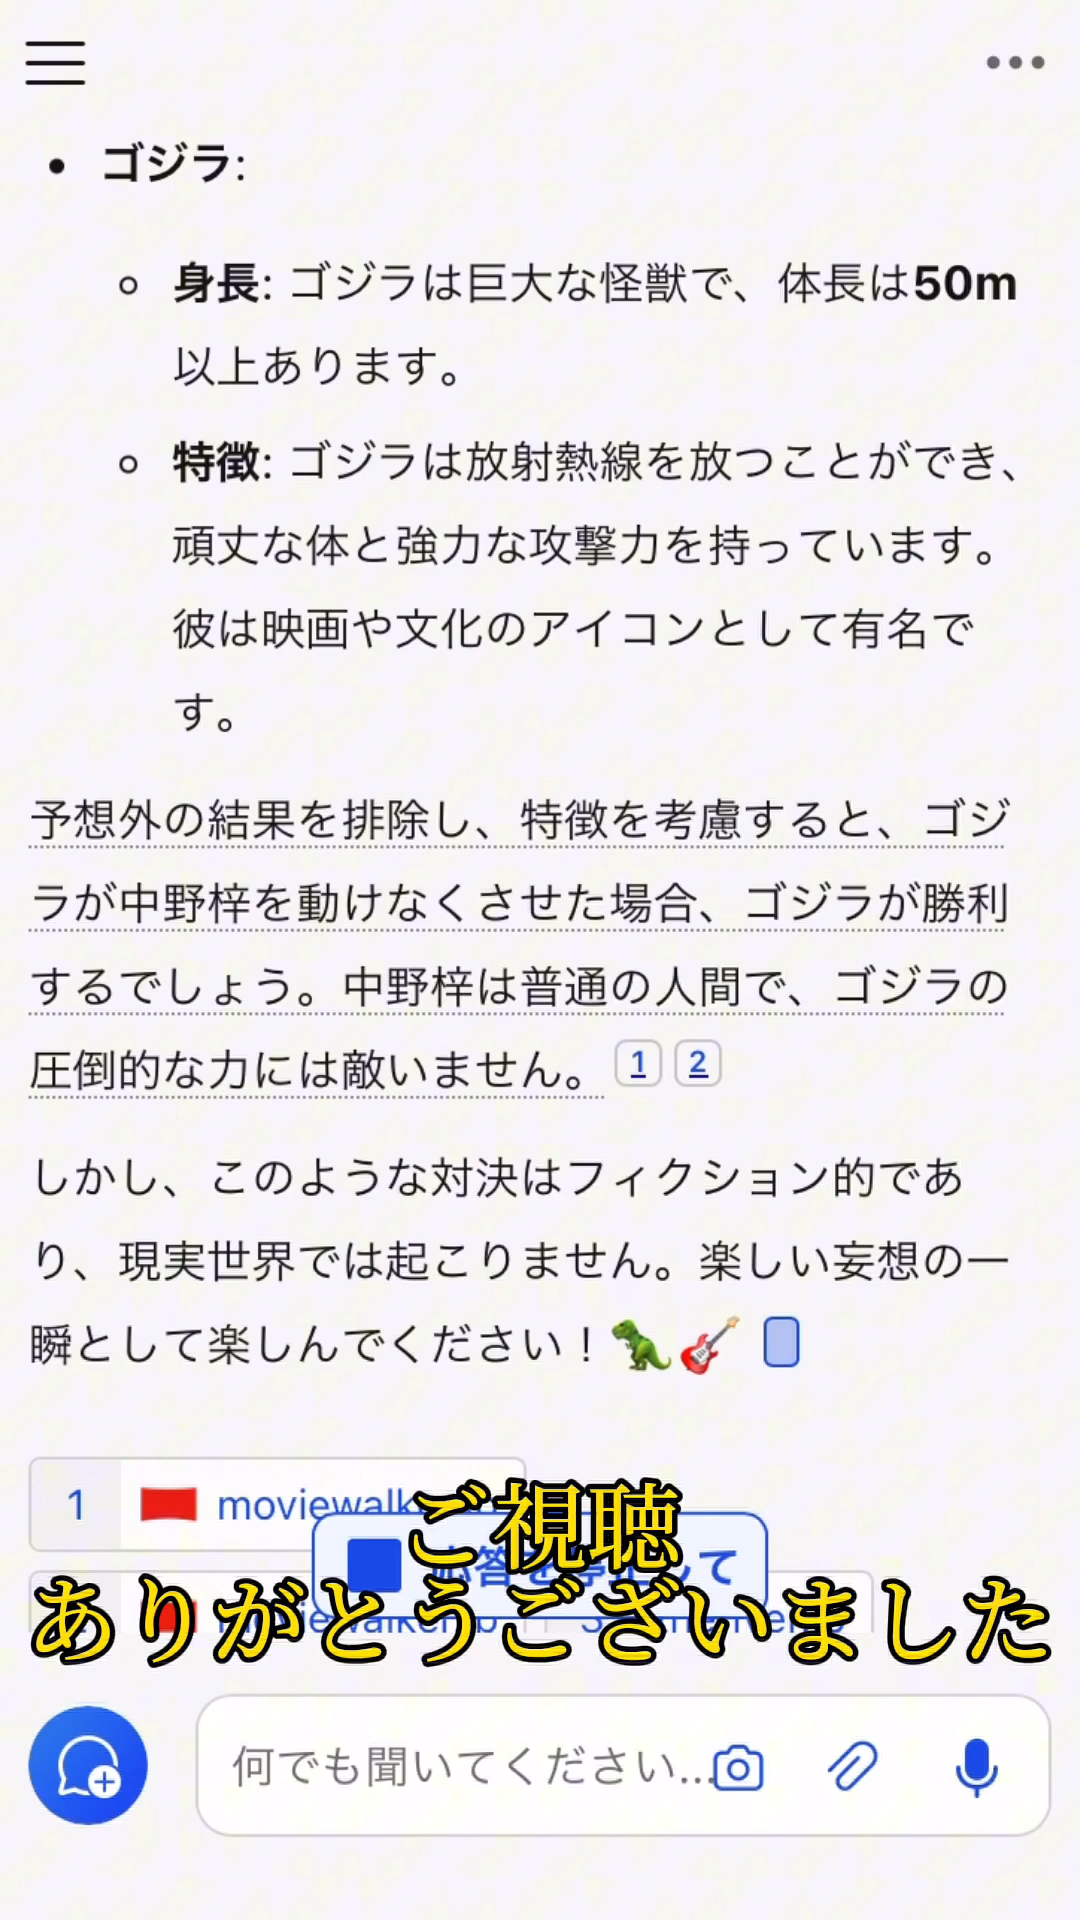 ゴジラ:
身長: ゴジラは巨大な怪獣で、体長は50m
以上あります。
特徴: ゴジラは放射熱線を放つことができ、
頑丈な体と強力な攻撃力を持っています。
彼は映画や文化のアイコンとして有名で
す。
予想外の結果を排除し、特徴を考慮すると、ゴジ
ラが中野梓を動けなくさせた場合、ゴジラが勝利
するでしょう。中野梓は普通の人間で、ゴジラの
圧倒的な力には敵いません。 1 2
しかし、このような対決はフィクション的であ
り、現実世界では起こりません。楽しい妄想の一
瞬として楽しんでください！
1 moviewalk
ご視聴
ありがとうございました
何でも聞いてください...